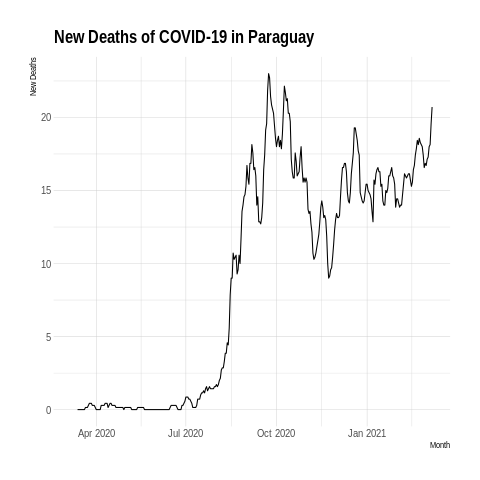 New Deaths of COVID-19 in Paraguay
New Deaths
20
15
10
5
0
Apr 2020 Jul 2020 Oct 2020 Jan 2021
Month